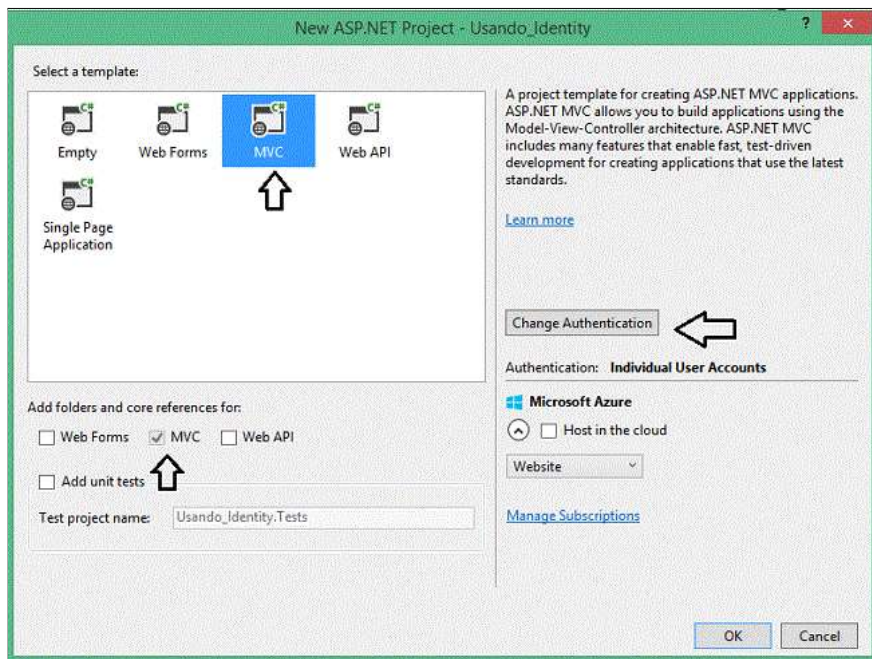 New ASP.NET Project - Usando_Identity
?
Select a template:
C#
C#
C#
C#
Empty
Web Forms
MVC
Web API
C#
Single Page
Application
A project template for creating ASP.NET MVC applications.
ASP.NET MVC allows you to build applications using the
Model-View-Controller architecture. ASP.NET MVC
includes many features that enable fast, test-driven
development for creating applications that use the latest
standards.
Learn more
Change Authentication
Authentication: Individual User Accounts
Microsoft Azure
Host in the cloud
Website
Manage Subscriptions
Add folders and core references for:
Web Forms MVC Web API
Add unit tests
Test project name: Usando_Identity.Tests
OK
Cancel